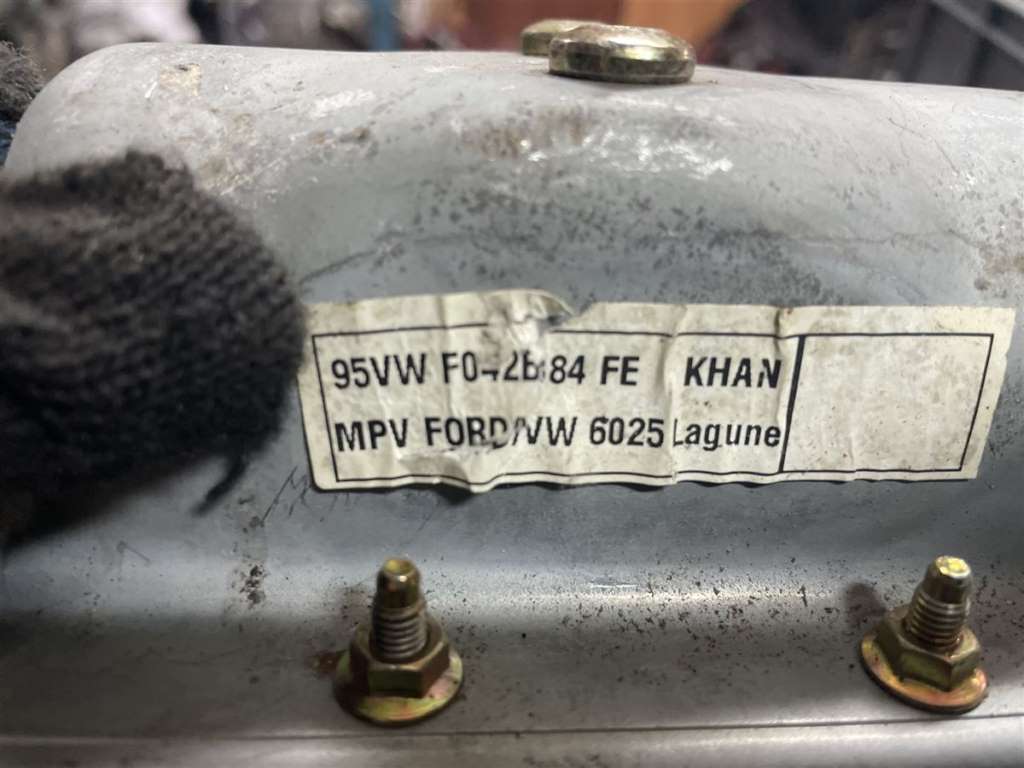 95VW F042B84 FE KHAN
MPV FORD/VW 6025 Lagune